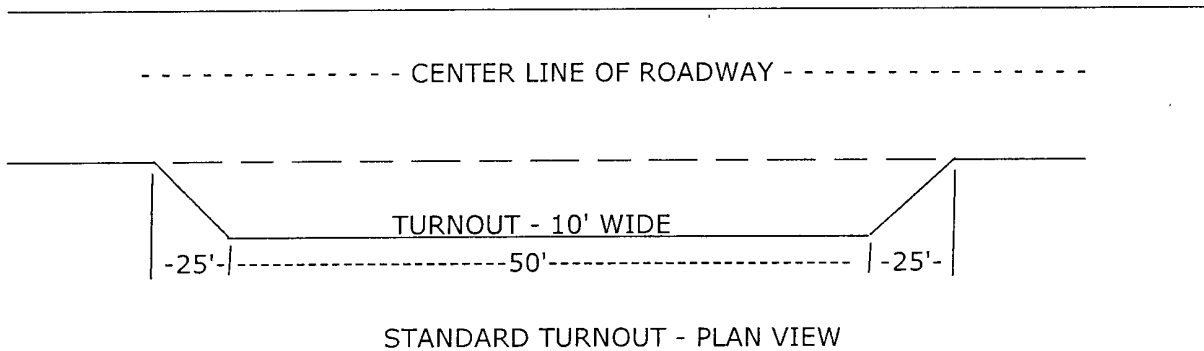 - - - - - - - - - - - - - CENTER LINE OF ROADWAY - - - - - - - - - - - - - -
TURNOUT - 10' WIDE
-25'- 50' -25'-
STANDARD TURNOUT - PLAN VIEW